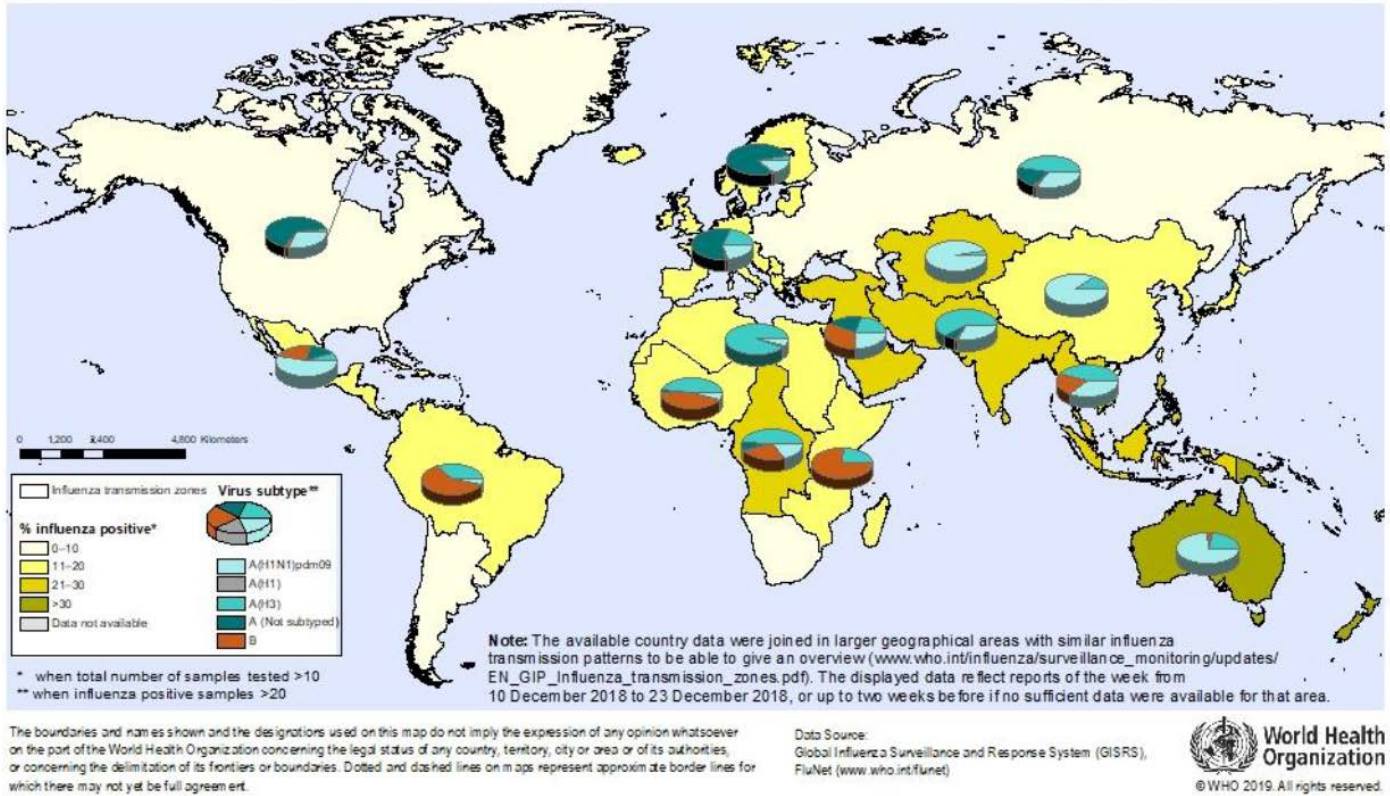 0 1,200 2,400 4,800 Kilometers
Influenza transmission zones
Virus subtype**
% influenza positive*
0–10
11–20
21–30
>30
Data not available
A(H1N1)pdm09
A(H1)
A(H3)
A (Not subtyped)
B
* when total number of samples tested >10
** when influenza positive samples >20
Note: The available country data were joined in larger geographical areas with similar influenza
transmission patterns to be able to give an overview (www.who.int/influenza/surveillance_monitoring/updates/
EN_GIP_Influenza_transmission_zones.pdf). The displayed data reflect reports of the week from
10 December 2018 to 23 December 2018, or up to two weeks before if no sufficient data were available for that area.
The boundaries and names shown and the designations used on this map do not imply the expression of any opinion whatsoever
on the part of the World Health Organization concerning the legal status of any country, territory, city or area or of its authorities,
or concerning the delimitation of its frontiers or boundaries. Dotted and dashed lines on maps represent approximate border lines for
which there may not yet be full agreement.
Data Source:
Global Influenza Surveillance and Response System (GISRS),
FluNet (www.who.int/flunet)
World Health
Organization
© WHO 2019. All rights reserved.